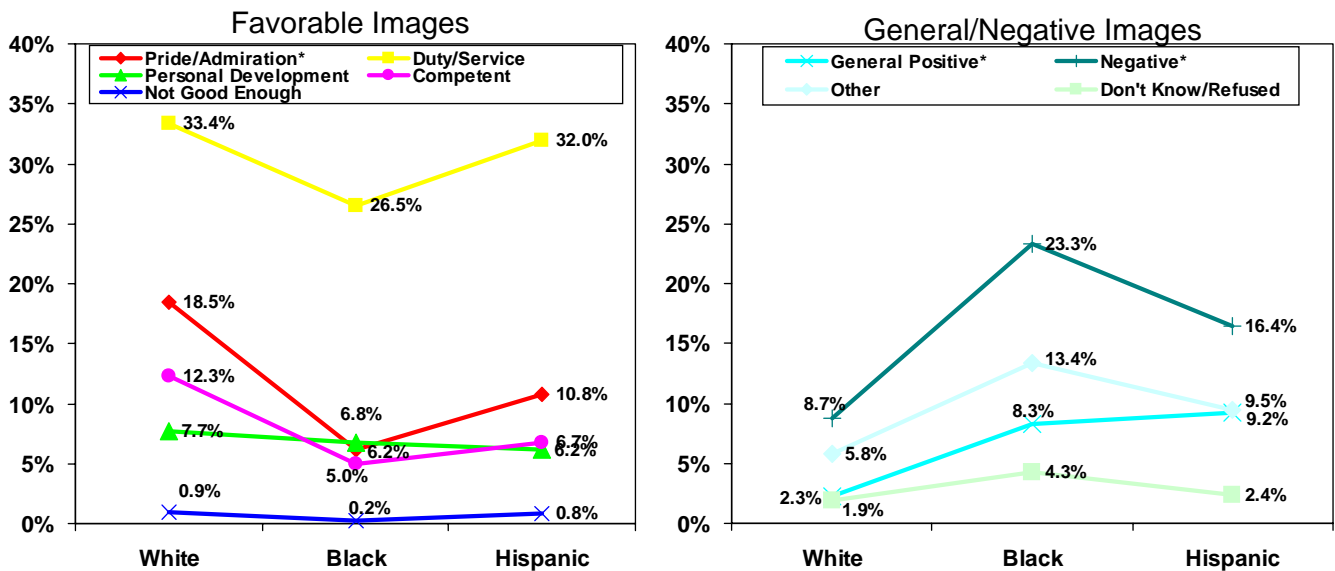 Favorable Images
40%
35%
30%
25%
20%
15%
10%
5%
0%
Pride/Admiration*
Duty/Service
Personal Development
Competent
Not Good Enough
33.4%
26.5%
32.0%
18.5%
6.2%
10.8%
12.3%
5.0%
6.7%
7.7%
6.8%
6.2%
0.9%
0.2%
0.8%
White
Black
Hispanic
General/Negative Images
40%
35%
30%
25%
20%
15%
10%
5%
0%
General Positive*
Negative*
Other
Don't Know/Refused
8.7%
23.3%
16.4%
5.8%
13.4%
9.5%
2.3%
8.3%
9.2%
1.9%
4.3%
2.4%
White
Black
Hispanic